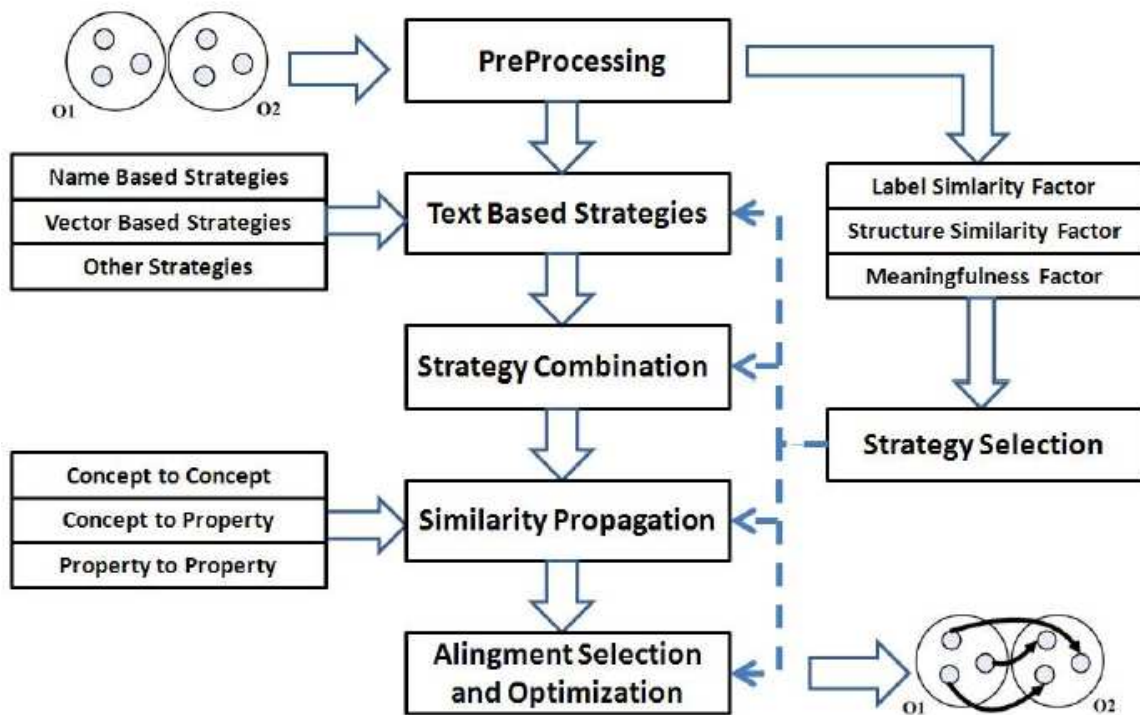 PreProcessing
O1
O2
Name Based Strategies
Vector Based Strategies
Other Strategies
Text Based Strategies
Label Simlarity Factor
Structure Similarity Factor
Meaningfulness Factor
Strategy Combination
Strategy Selection
Concept to Concept
Concept to Property
Property to Property
Similarity Propagation
Alingment Selection
and Optimization
O1
O2